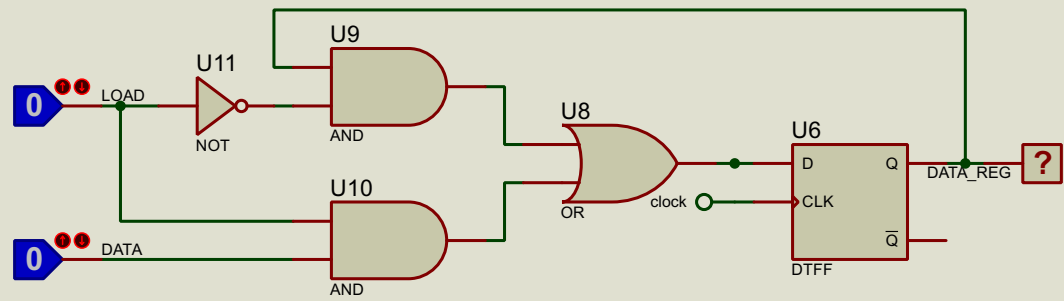 U9
U11
0
LOAD
NOT
AND
U8
U6
D
Q
?
DATA_REG
U10
clock
CLK
OR
0
DATA
Q
DTFF
AND